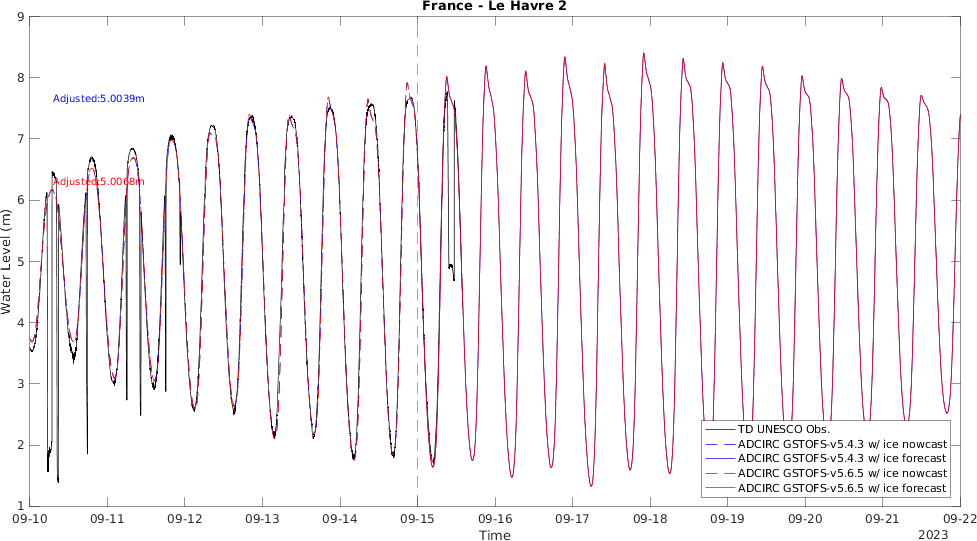 France - Le Havre 2
9
8
7
6
5
4
3
2
1
Water Level (m)
Adjusted:5.0039m
Adjusted:5.0068m
TD UNESCO Obs.
ADCIRC GSTOFS-v5.4.3 w/ ice nowcast
ADCIRC GSTOFS-v5.4.3 w/ ice forecast
ADCIRC GSTOFS-v5.6.5 w/ ice nowcast
ADCIRC GSTOFS-v5.6.5 w/ ice forecast
09-10 09-11 09-12 09-13 09-14 09-15 09-16 09-17 09-18 09-19 09-20 09-21 09-22
Time
2023